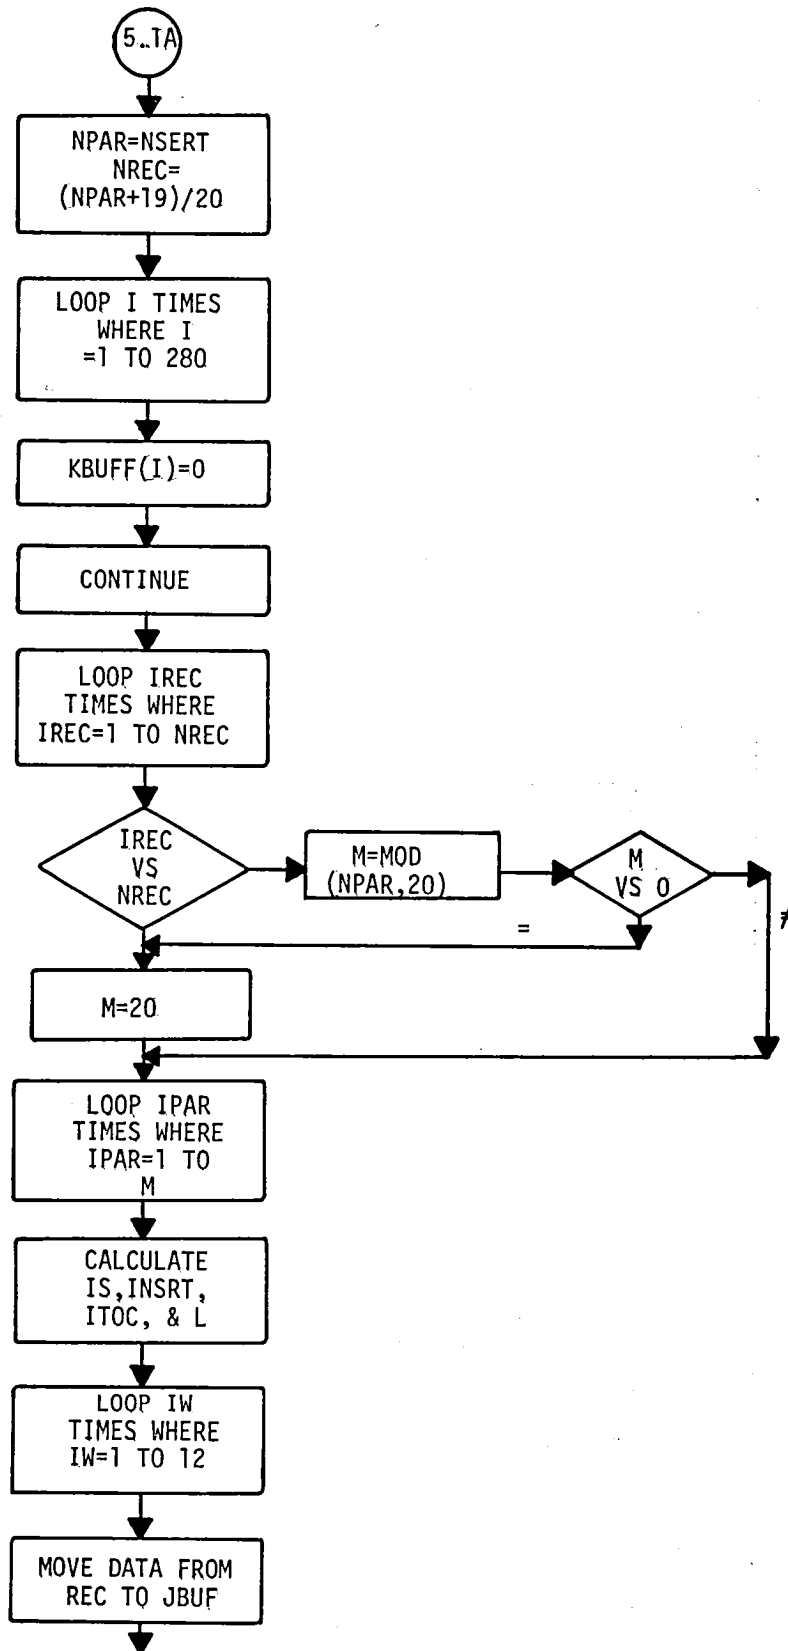 5..TA
NPAR=NSERT
NREC=
(NPAR+19)/20
LOOP I TIMES
WHERE I
=1 TO 280
KBUFF(I)=0
CONTINUE
LOOP IREC
TIMES WHERE
IREC=1 TO NREC
IREC
VS
NREC
M=MOD
(NPAR,20)
M
VS 0
≠
=
M=20
LOOP IPAR
TIMES WHERE
IPAR=1 TO
M
CALCULATE
IS,INSRT,
ITOC, & L
LOOP IW
TIMES WHERE
IW=1 TO 12
MOVE DATA FROM
REC TO JBUF